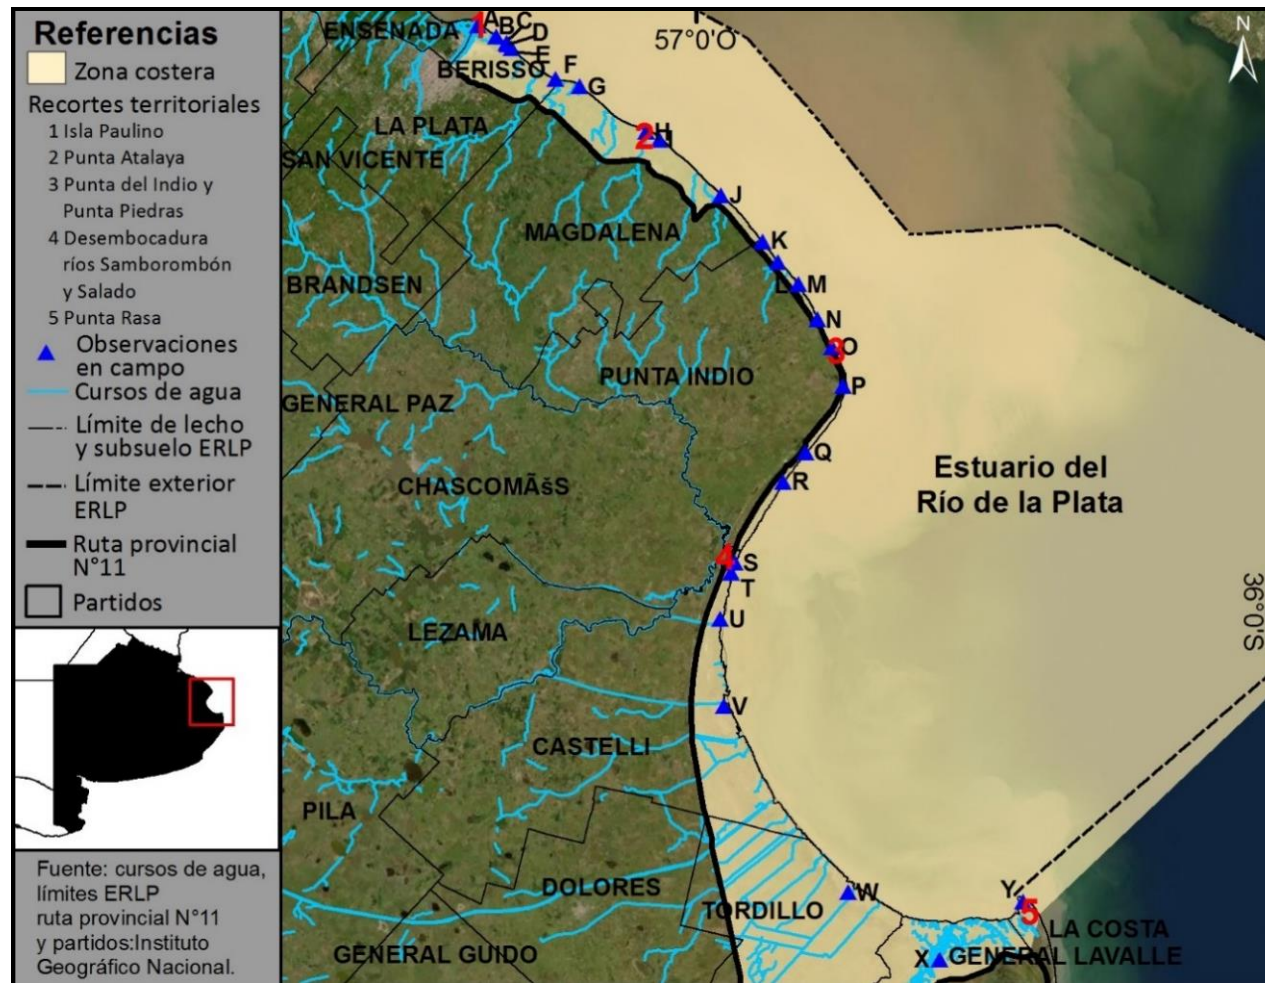 Referencias
Zona costera
Recortes territoriales
1 Isla Paulino
2 Punta Atalaya
3 Punta del Indio y
Punta Piedras
4 Desembocadura
ríos Samborombón
y Salado
5 Punta Rasa
Observaciones
en campo
Cursos de agua
Límite de lecho
y subsuelo ERLP
Límite exterior
ERLP
Ruta provincial
N°11
Partidos
Fuente: cursos de agua,
límites ERLP
ruta provincial N°11
y partidos:Instituto
Geográfico Nacional.
ENSENADA
1
A
B
C
D
E
BERISSO
F
G
57°0'O
N
LA PLATA
2
H
I
SAN VICENTE
J
MAGDALENA
K
BRANDSEN
L
M
N
3
O
PUNTA INDIO
P
GENERAL PAZ
Q
Estuario del
Río de la Plata
CHASCOMÃšS
R
4
S
T
36°0'S
LEZAMA
U
V
CASTELLI
PILA
DOLORES
W
Y
5
TORDILLO
LA COSTA
GENERAL GUIDO
X
GENERAL LAVALLE